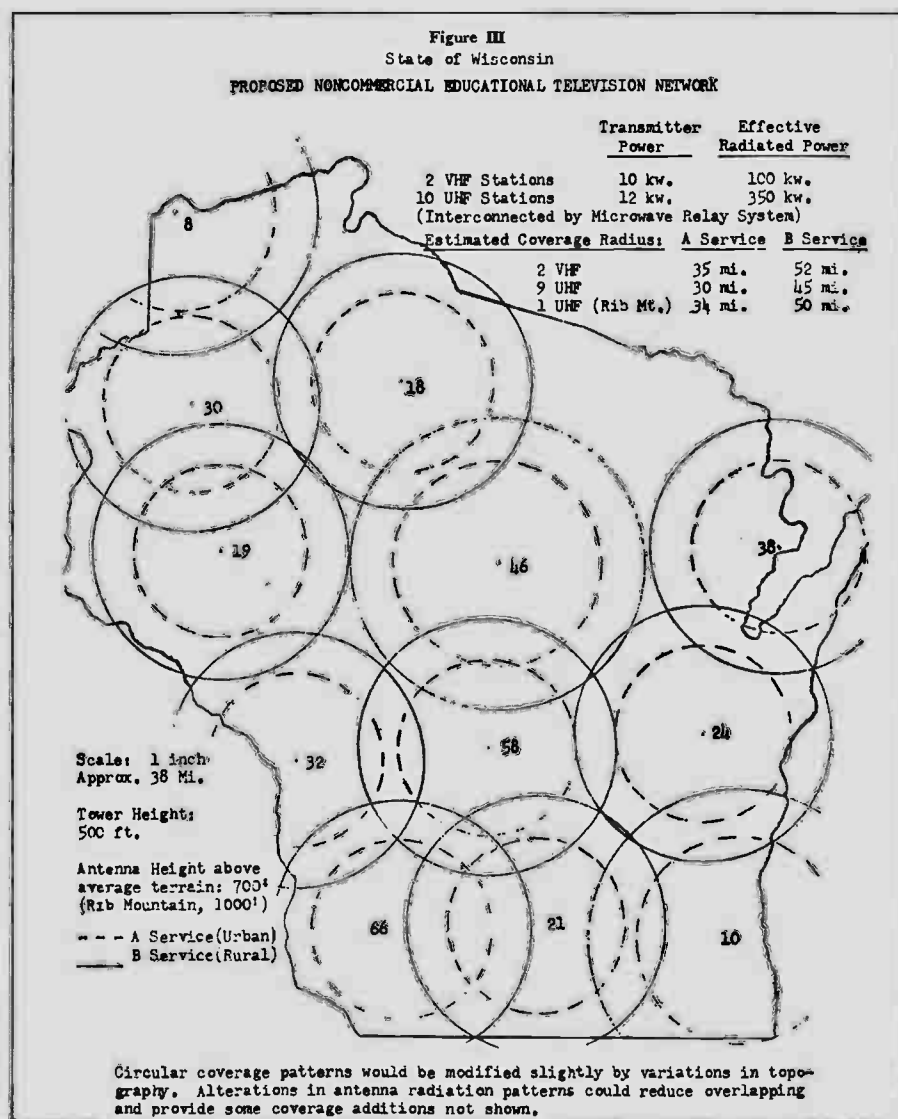 Figure III
State of Wisconsin
PROPOSED NONCOMMERCIAL EDUCATIONAL TELEVISION NETWORK
Transmitter Effective
Power Radiated Power
2 VHF Stations 10 kw. 100 kw.
10 UHF Stations 12 kw. 350 kw.
(Interconnected by Microwave Relay System)
Estimated Coverage Radius: A Service B Service
2 VHF 35 mi. 52 mi.
9 UHF 30 mi. 45 mi.
1 UHF (Rib Mt.) 34 mi. 50 mi.
8
18
30
19
46
38
32
58
24
Scale: 1 inch
Approx. 38 Mi.
Tower Height:
500 ft.
Antenna Height above
average terrain: 700'
(Rib Mountain, 1000')
--- A Service (Urban)
___ B Service (Rural)
66
21
10
Circular coverage patterns would be modified slightly by variations in topo-
graphy. Alterations in antenna radiation patterns could reduce overlapping
and provide some coverage additions not shown.